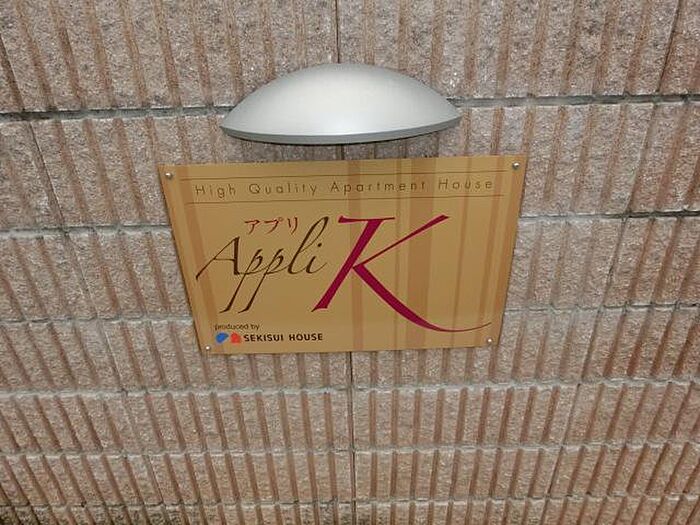 High Quality Apartment House
アプリ
Appli K
produced by
SEKISUI HOUSE